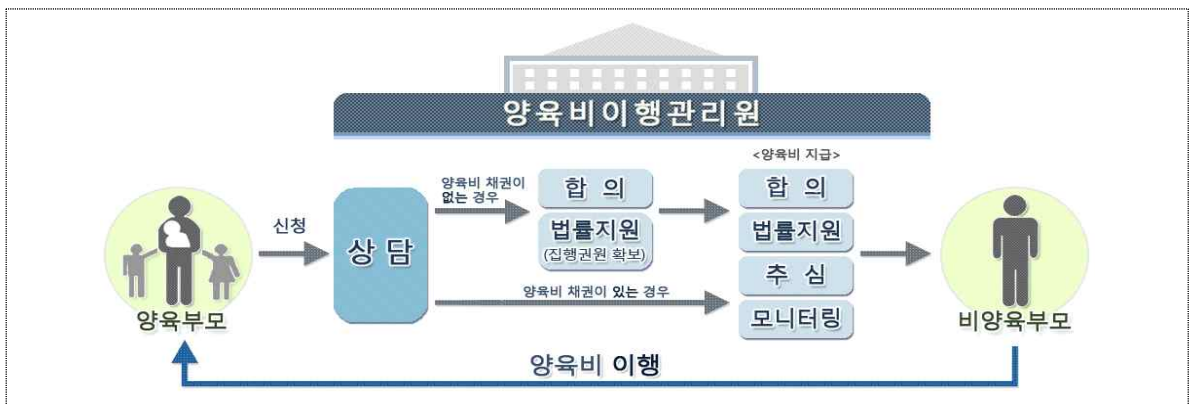 양육비이행관리원
<양육비 지급>
양육부모
신청
상 담
양육비 채권이
없는 경우
합 의
법률지원
(집행권원 확보)
양육비 채권이 있는 경우
합 의
법률지원
추 심
모니터링
비양육부모
양육비 이행